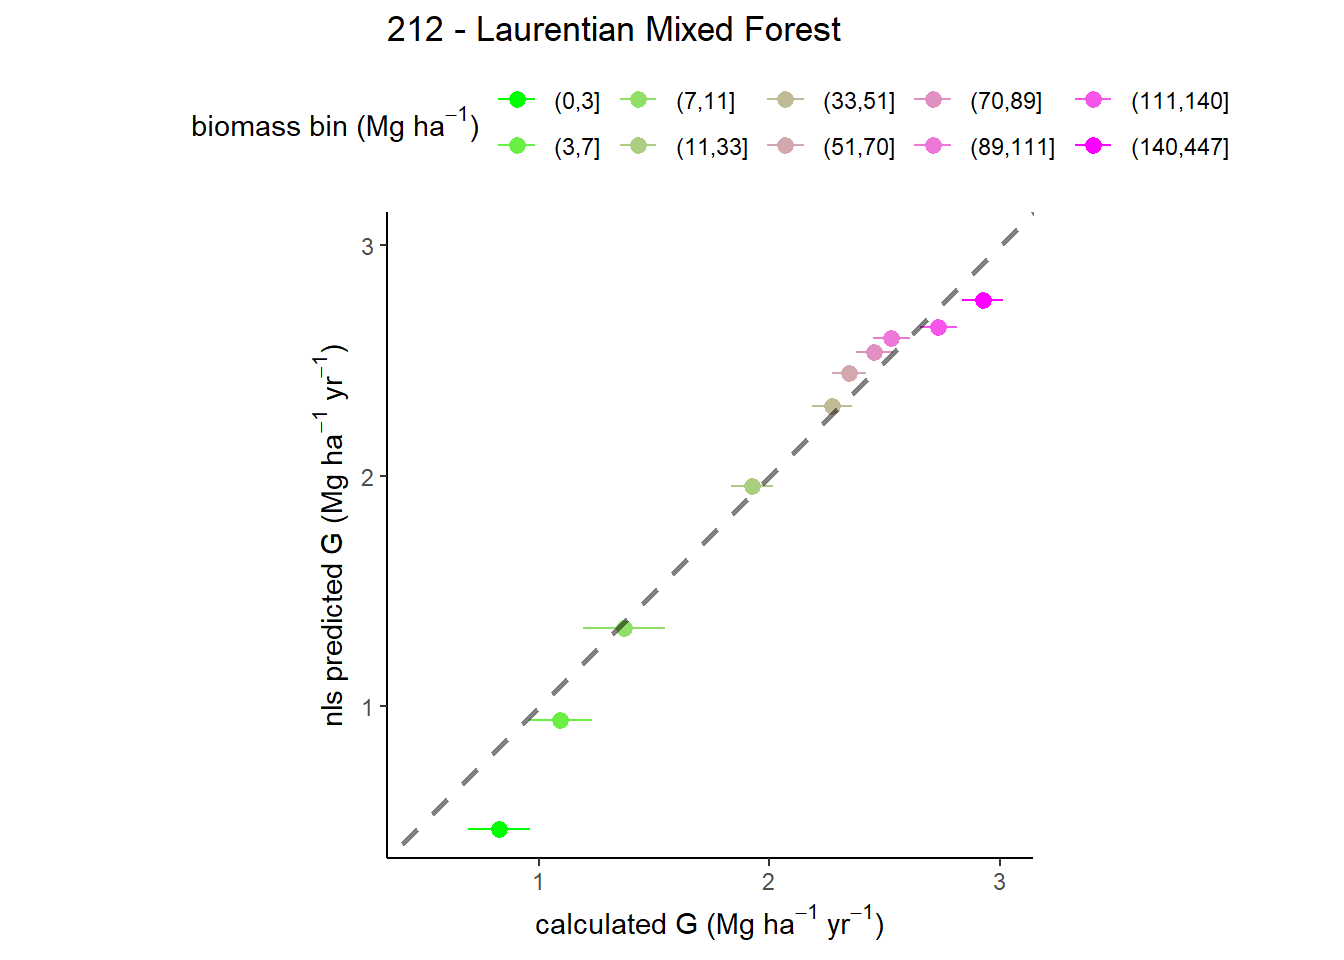 212 - Laurentian Mixed Forest
biomass bin (Mg ha⁻¹)
(0,3] (7,11] (33,51] (70,89] (111,140]
(3,7] (11,33] (51,70] (89,111] (140,447]
nls predicted G (Mg ha⁻¹ yr⁻¹)
3
2
1
1 2 3
calculated G (Mg ha⁻¹ yr⁻¹)